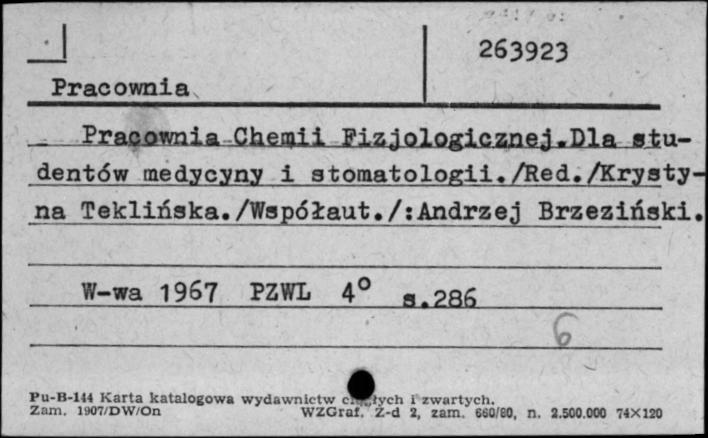 263923
Pracownia
Pracownia Chemii Fizjologicznej.Dla stu-
dentów medycyny i stomatologii./Red./Krysty-
na Teklińska./Współaut./:Andrzej Brzeziński.
W-wa 1967 PZWL 4° s.286
6
Pu-B-144 Karta katalogowa wydawnictw i zwartych.
Zam. 1907/DW/On WZGraf. Z-d 2, zam. 660/80, n. 2.500.000 74×120